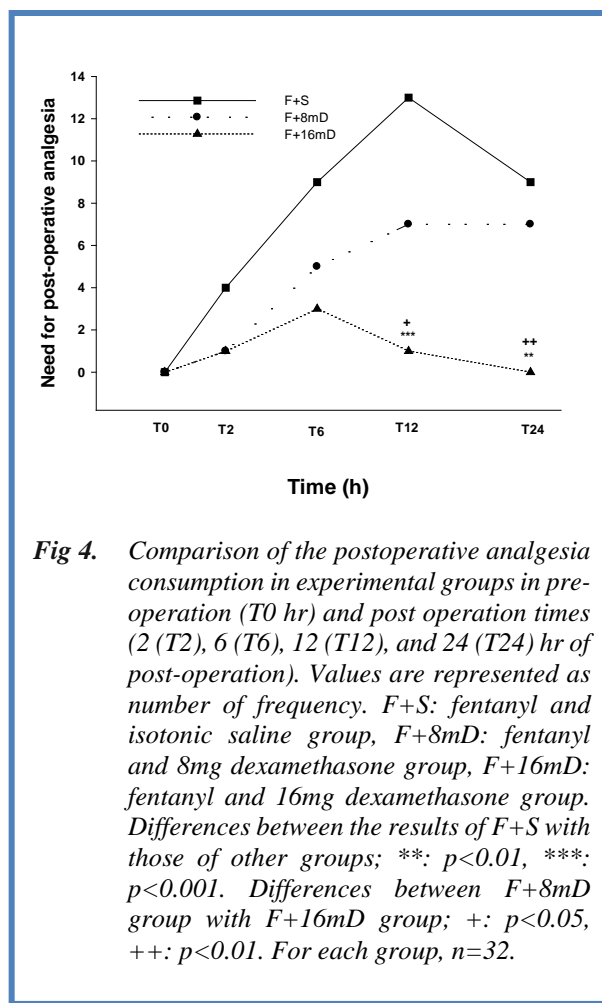 14
12
10
8
6
4
2
0
Need for post-operative analgesia
F+S
F+8mD
F+16mD
+
***
++
**
T0 T2 T6 T12 T24
Time (h)
Fig 4. Comparison of the postoperative analgesia
consumption in experimental groups in pre-
operation (T0 hr) and post operation times
(2 (T2), 6 (T6), 12 (T12), and 24 (T24) hr of
post-operation). Values are represented as
number of frequency. F+S: fentanyl and
isotonic saline group, F+8mD: fentanyl
and 8mg dexamethasone group, F+16mD:
fentanyl and 16mg dexamethasone group.
Differences between the results of F+S with
those of other groups; **: p<0.01, ***:
p<0.001. Differences between F+8mD
group with F+16mD group; +: p<0.05,
++: p<0.01. For each group, n=32.